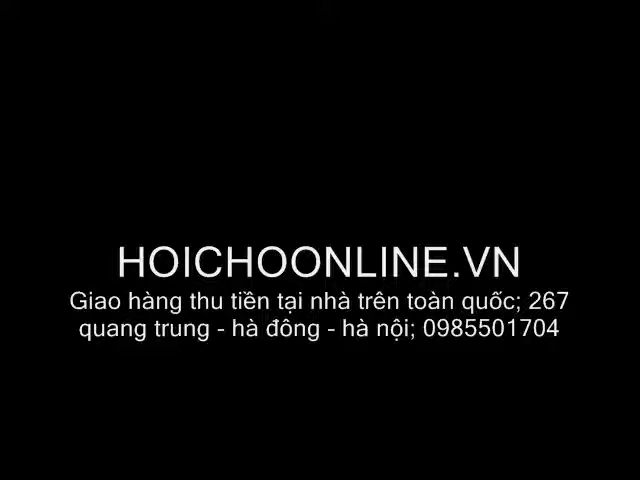 HOICHOONLINE.VN
Giao hàng thu tiền tại nhà trên toàn quốc; 267
quang trung - hà đông - hà nội; 0985501704